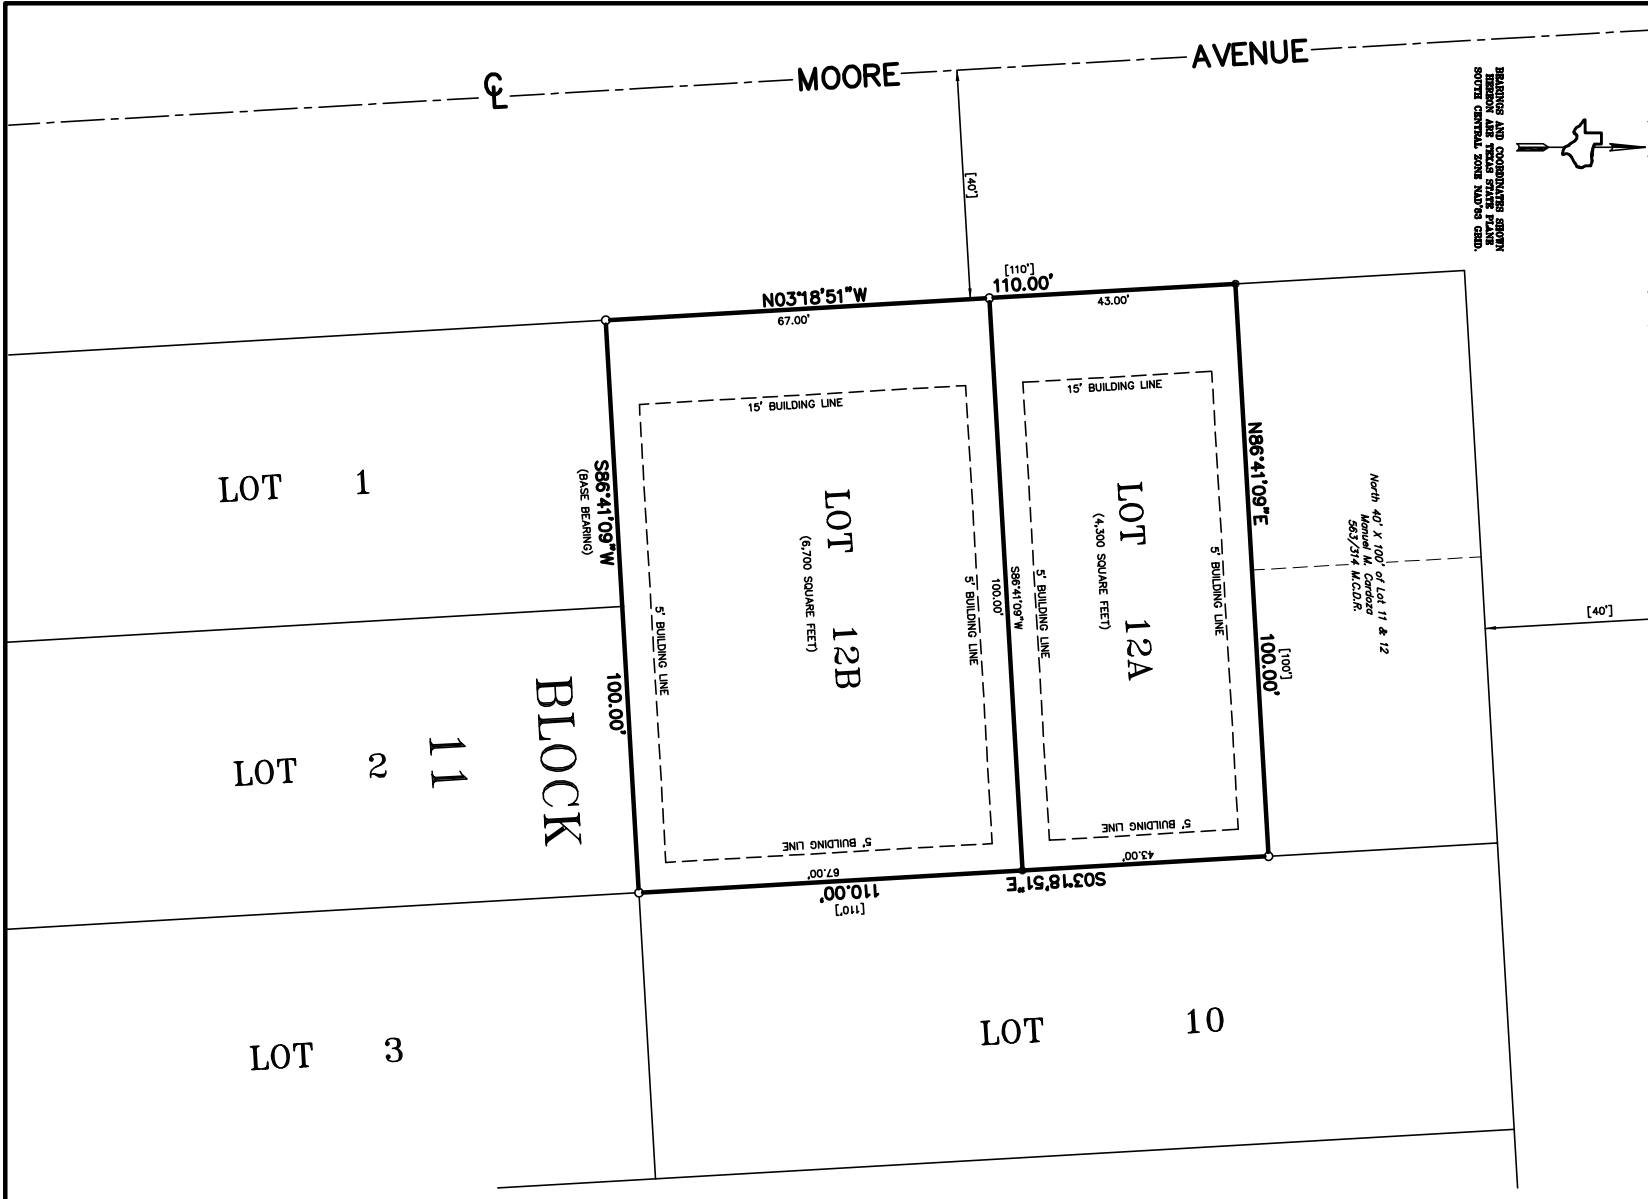 ℄
MOORE
AVENUE
BEARINGS AND COORDINATES SHOWN
HEREON ARE TEXAS STATE PLANE
SOUTH CENTRAL ZONE NAD'83 GRID.
[40']
[110']
110.00'
N03°18'51"W
67.00'
43.00'
15' BUILDING LINE
15' BUILDING LINE
LOT 1
S86°41'09"W
(BASE BEARING)
100.00'
5' BUILDING LINE
LOT 12B
(6,700 SQUARE FEET)
5' BUILDING LINE
S86°41'09"W
100.00'
5' BUILDING LINE
LOT 12A
(4,300 SQUARE FEET)
5' BUILDING LINE
N86°41'09"E
[100']
100.00'
North 40' X 100' of Lot 11 & 12
Manuel M. Cardoza
563/314 M.C.D.R.
[40']
BLOCK
11
LOT 2
5' BUILDING LINE
5' BUILDING LINE
67.00'
43.00'
S03°18'51"E
110.00'
[110']
LOT 3
LOT 10